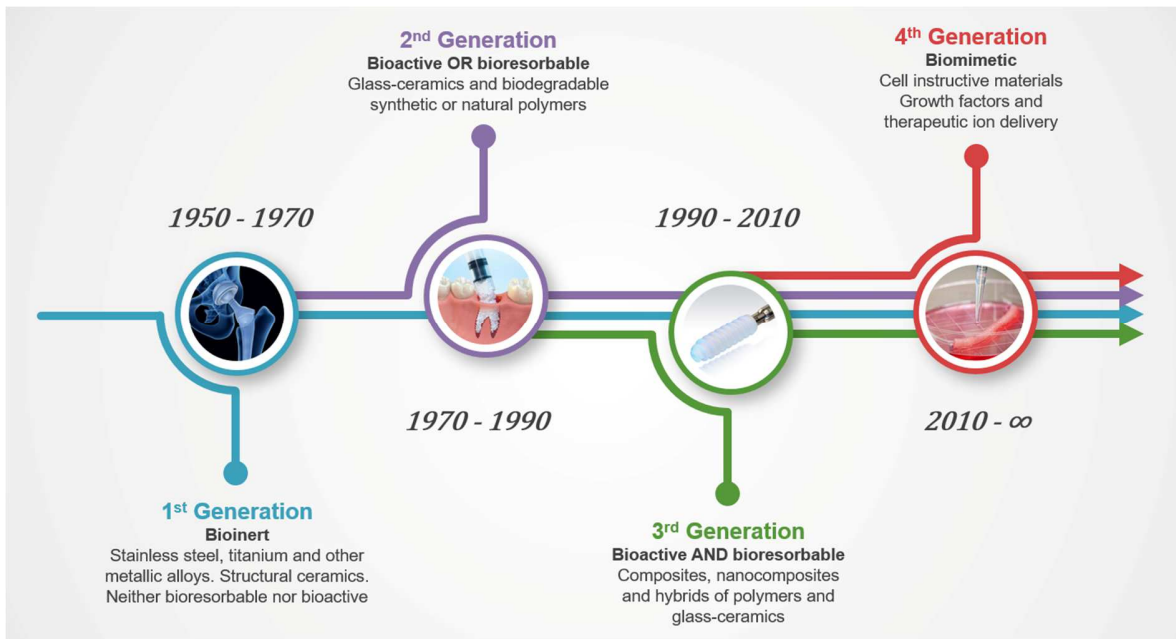 2nd Generation
Bioactive OR bioresorbable
Glass-ceramics and biodegradable
synthetic or natural polymers
4th Generation
Biomimetic
Cell instructive materials
Growth factors and
therapeutic ion delivery
1950 - 1970
1990 - 2010
1970 - 1990
2010 - ∞
1st Generation
Bioinert
Stainless steel, titanium and other
metallic alloys. Structural ceramics.
Neither bioresorbable nor bioactive
3rd Generation
Bioactive AND bioresorbable
Composites, nanocomposites
and hybrids of polymers and
glass-ceramics